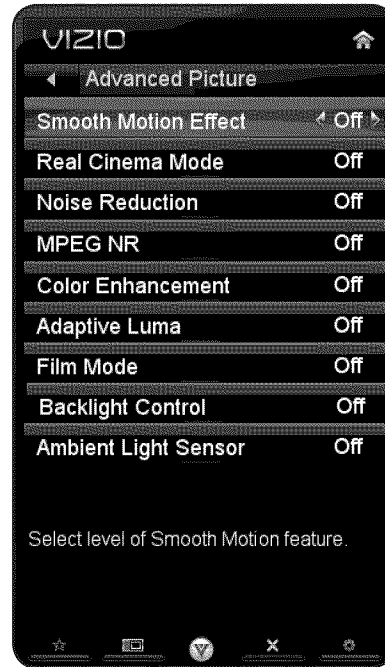 VIZIO
Advanced Picture
Smooth Motion Effect Off
Real Cinema Mode Off
Noise Reduction Off
MPEG NR Off
Color Enhancement Off
Adaptive Luma Off
Film Mode Off
Backlight Control Off
Ambient Light Sensor Off
Select level of Smooth Motion feature.